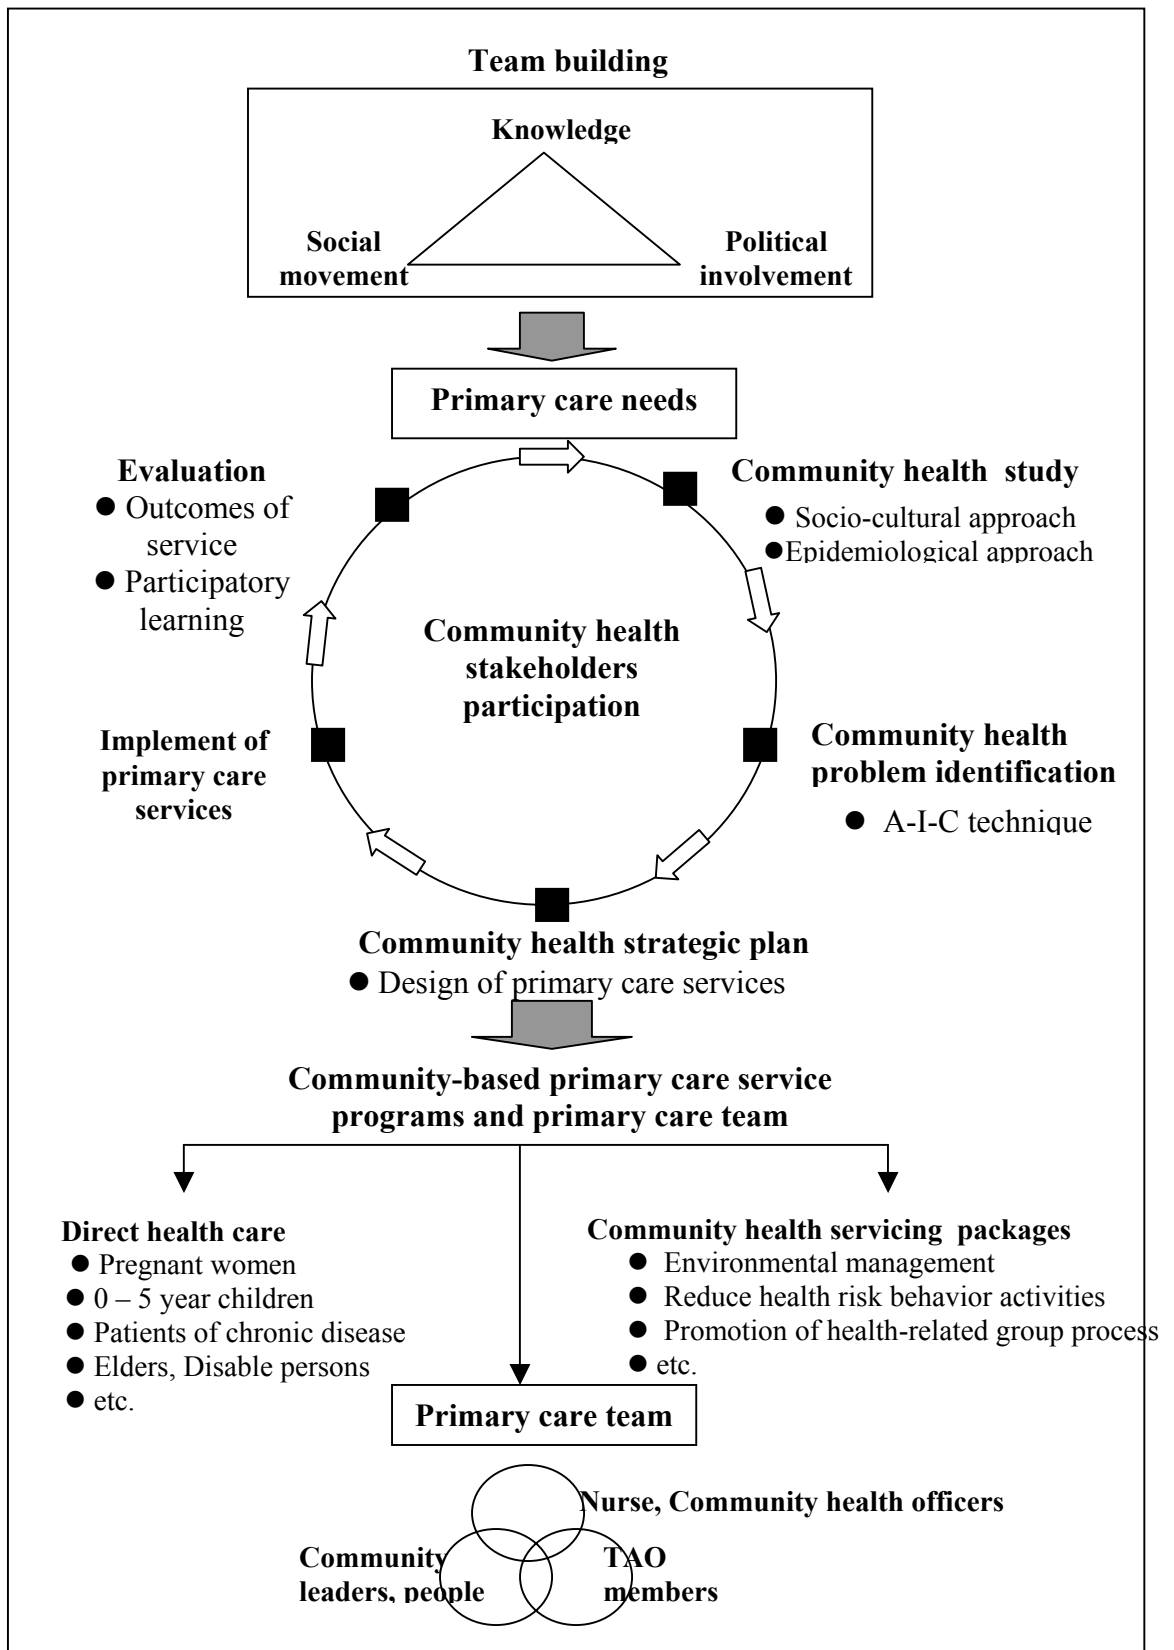 Team building
Knowledge
Social
movement
Political
involvement
Primary care needs
Evaluation
● Outcomes of
service
● Participatory
learning
Community health study
● Socio-cultural approach
● Epidemiological approach
Community health
stakeholders
participation
Implement of
primary care
services
Community health
problem identification
● A-I-C technique
Community health strategic plan
● Design of primary care services
Community-based primary care service
programs and primary care team
Direct health care
● Pregnant women
● 0 – 5 year children
● Patients of chronic disease
● Elders, Disable persons
● etc.
Community health servicing packages
● Environmental management
● Reduce health risk behavior activities
● Promotion of health-related group process
● etc.
Primary care team
Nurse, Community health officers
Community
leaders, people
TAO
members